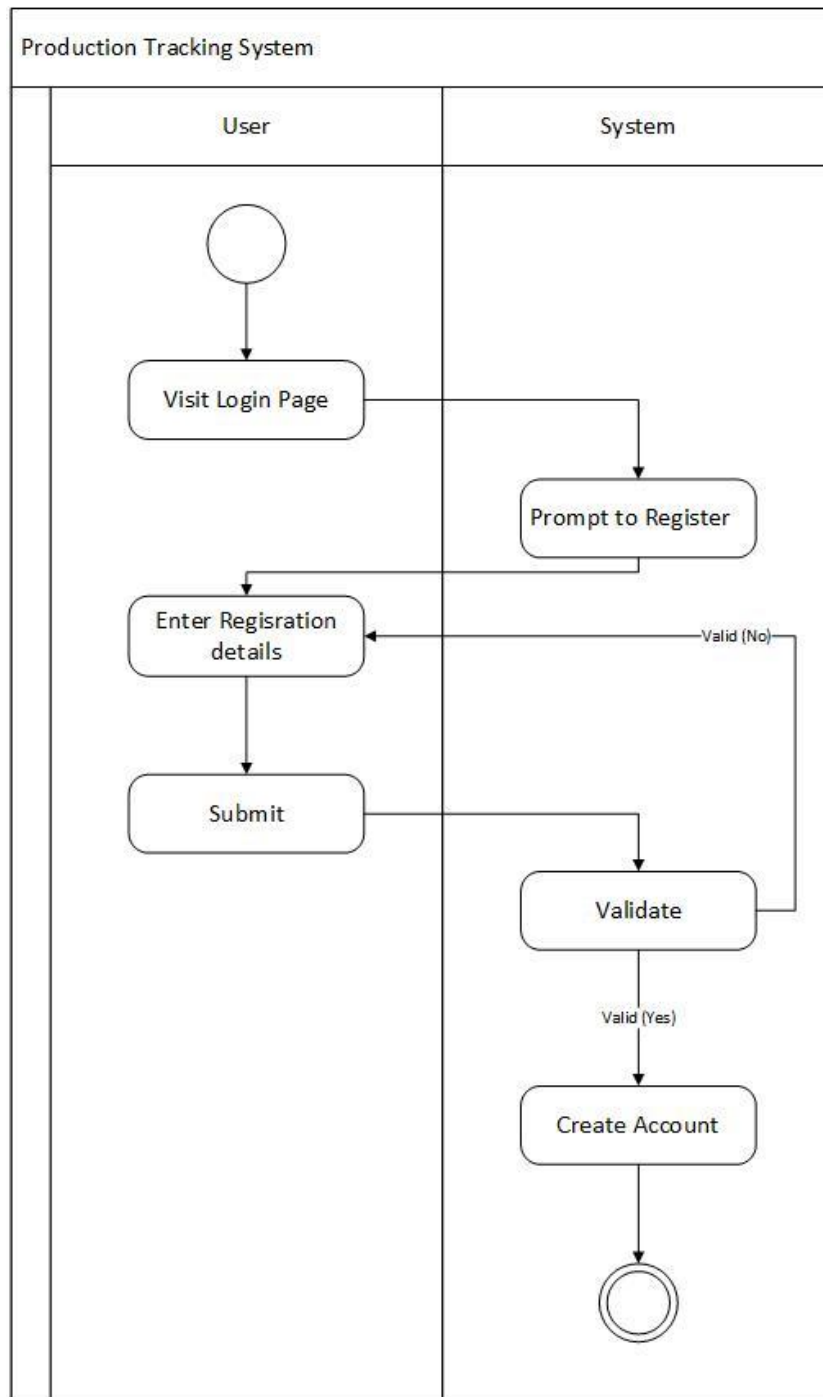 Production Tracking System
User
System
Visit Login Page
Prompt to Register
Enter Regisration
details
Valid (No)
Submit
Validate
Valid (Yes)
Create Account